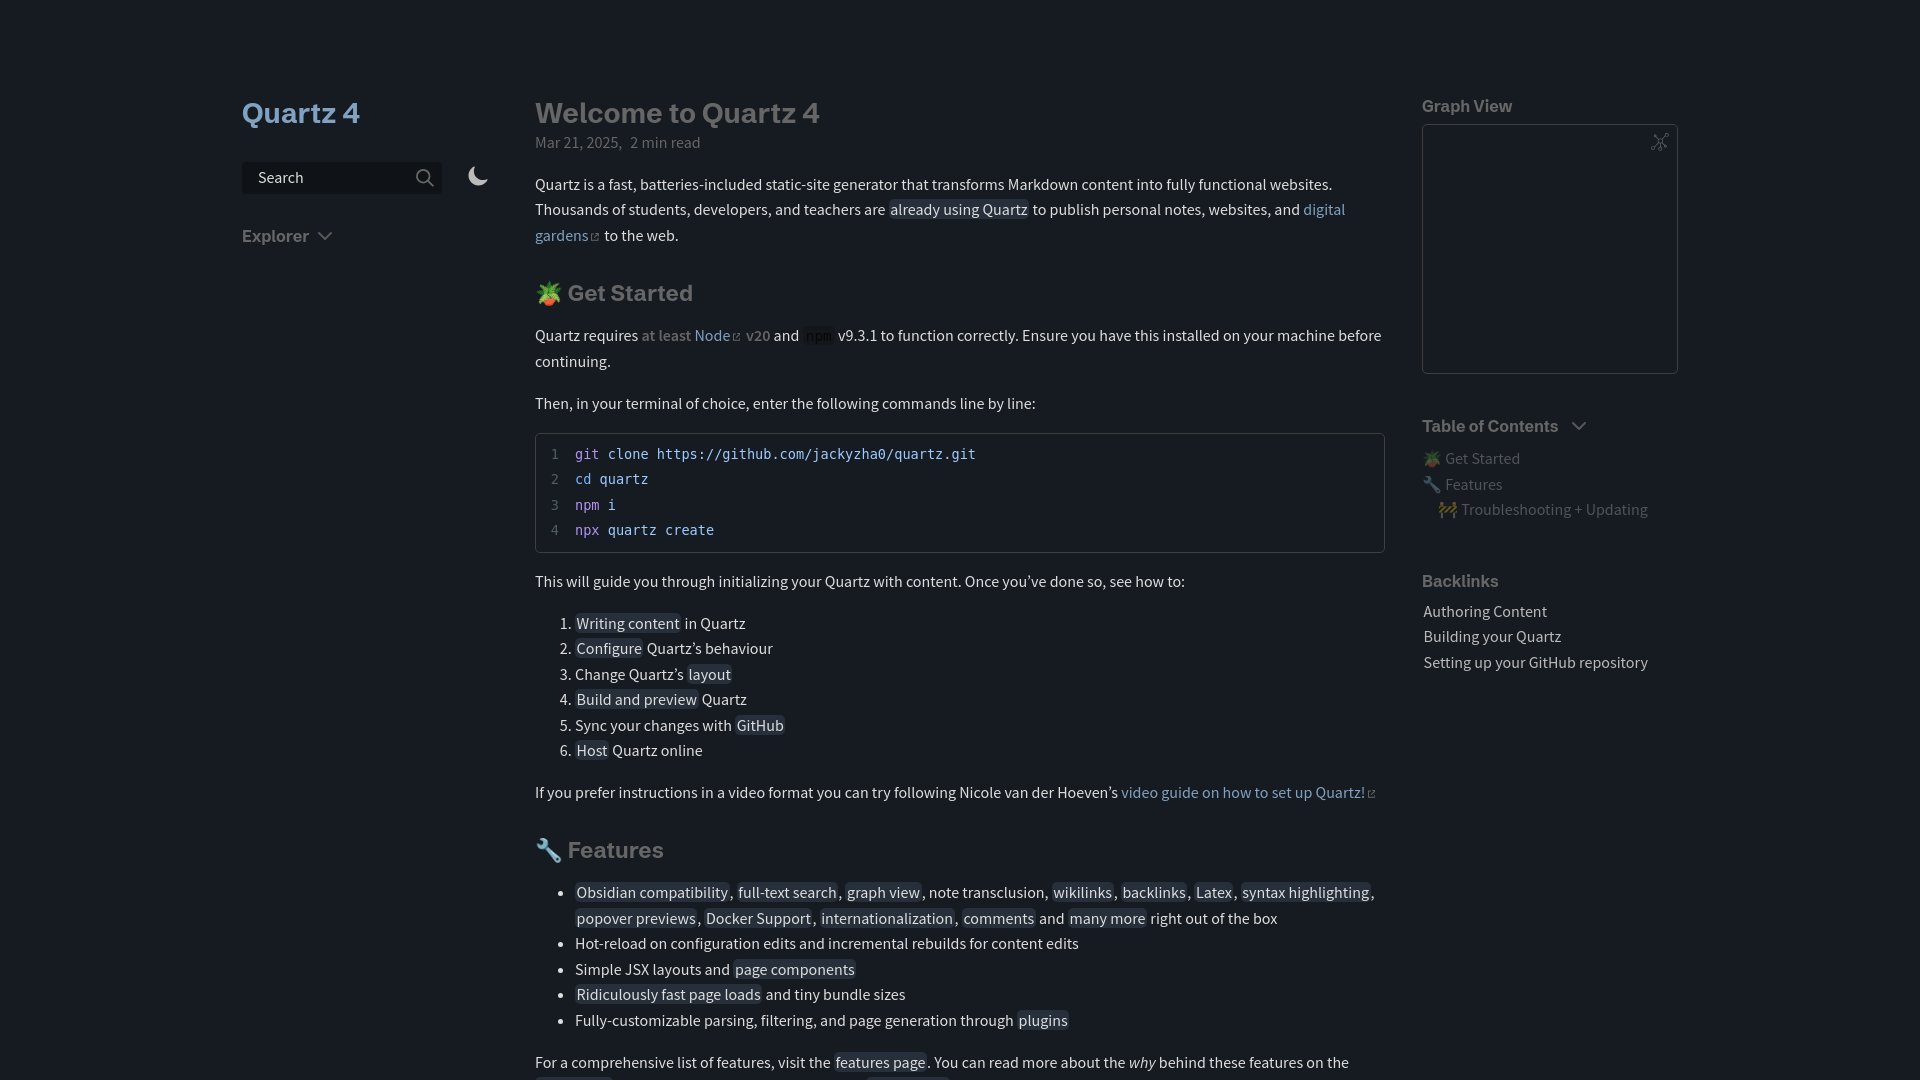 Quartz 4
Search
Explorer
Welcome to Quartz 4
Mar 21, 2025, 2 min read
Quartz is a fast, batteries-included static-site generator that transforms Markdown content into fully functional websites.
Thousands of students, developers, and teachers are already using Quartz to publish personal notes, websites, and digital
gardens to the web.
🪴 Get Started
Quartz requires at least Node v20 and npm v9.3.1 to function correctly. Ensure you have this installed on your machine before
continuing.
Then, in your terminal of choice, enter the following commands line by line:
1 git clone https://github.com/jackyzha0/quartz.git
2 cd quartz
3 npm i
4 npx quartz create
This will guide you through initializing your Quartz with content. Once you’ve done so, see how to:
1. Writing content in Quartz
2. Configure Quartz’s behaviour
3. Change Quartz’s layout
4. Build and preview Quartz
5. Sync your changes with GitHub
6. Host Quartz online
If you prefer instructions in a video format you can try following Nicole van der Hoeven’s video guide on how to set up Quartz!
🔧 Features
• Obsidian compatibility, full-text search, graph view, note transclusion, wikilinks, backlinks, Latex, syntax highlighting,
popover previews, Docker Support, internationalization, comments and many more right out of the box
• Hot-reload on configuration edits and incremental rebuilds for content edits
• Simple JSX layouts and page components
• Ridiculously fast page loads and tiny bundle sizes
• Fully-customizable parsing, filtering, and page generation through plugins
For a comprehensive list of features, visit the features page. You can read more about the why behind these features on the
Graph View
Table of Contents
🪴 Get Started
🔧 Features
🚧 Troubleshooting + Updating
Backlinks
Authoring Content
Building your Quartz
Setting up your GitHub repository